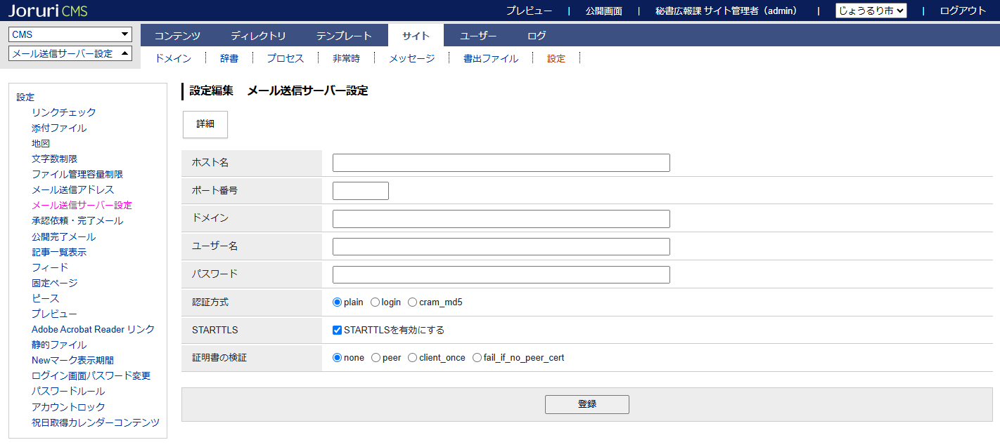 Joruri CMS
プレビュー | 公開画面 | 秘書広報課 サイト管理者（admin） | じょうるり市 | ログアウト
CMS
メール送信サーバー設定
コンテンツ ディレクトリ テンプレート サイト ユーザー ログ
ドメイン 辞書 プロセス 非常時 メッセージ 書出ファイル 設定
設定
リンクチェック
添付ファイル
地図
文字数制限
ファイル管理容量制限
メール送信アドレス
メール送信サーバー設定
承認依頼・完了メール
公開完了メール
記事一覧表示
フィード
固定ページ
ピース
プレビュー
Adobe Acrobat Reader リンク
静的ファイル
Newマーク表示期間
ログイン画面パスワード変更
パスワードルール
アカウントロック
祝日取得カレンダーコンテンツ
設定編集 メール送信サーバー設定
詳細
ホスト名
ポート番号
ドメイン
ユーザー名
パスワード
認証方式 plain login cram_md5
STARTTLS STARTTLSを有効にする
証明書の検証 none peer client_once fail_if_no_peer_cert
登録